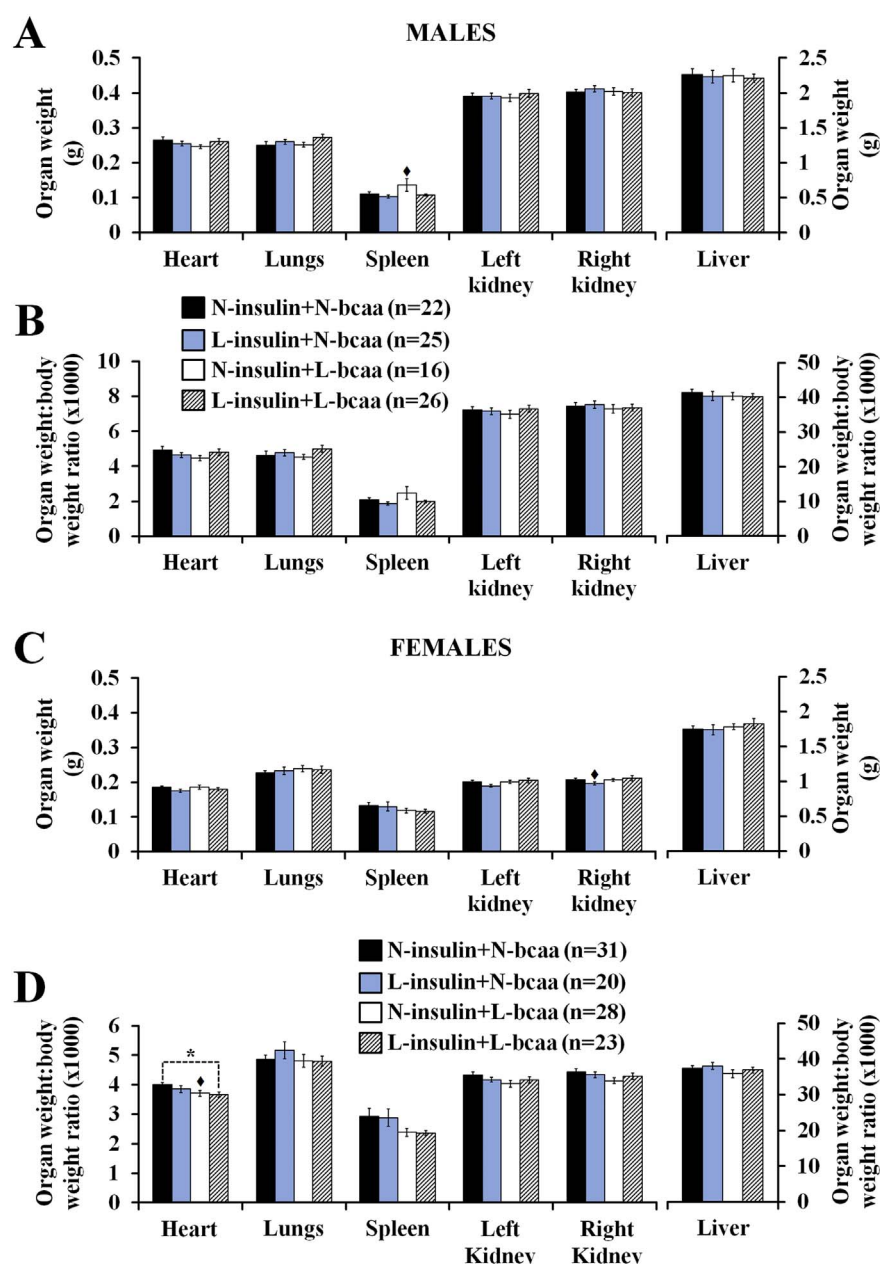 A
MALES
Organ weight
(g)
0.5
0.4
0.3
0.2
0.1
0
2.5
2
1.5
1
0.5
0
Organ weight
(g)
Heart Lungs Spleen Left kidney Right kidney Liver
B
N-insulin+N-bcaa (n=22)
L-insulin+N-bcaa (n=25)
N-insulin+L-bcaa (n=16)
L-insulin+L-bcaa (n=26)
Organ weight:body
weight ratio (x1000)
10
8
6
4
2
0
50
40
30
20
10
0
Organ weight:body
weight ratio (x1000)
Heart Lungs Spleen Left kidney Right kidney Liver
C
FEMALES
Organ weight
(g)
0.5
0.4
0.3
0.2
0.1
0
2.5
2
1.5
1
0.5
0
Organ weight
(g)
Heart Lungs Spleen Left kidney Right kidney Liver
D
N-insulin+N-bcaa (n=31)
L-insulin+N-bcaa (n=20)
N-insulin+L-bcaa (n=28)
L-insulin+L-bcaa (n=23)
Organ weight:body
weight ratio (x1000)
6
5
4
3
2
1
0
*
50
40
30
20
10
0
Organ weight:body
weight ratio (x1000)
Heart Lungs Spleen Left Kidney Right Kidney Liver